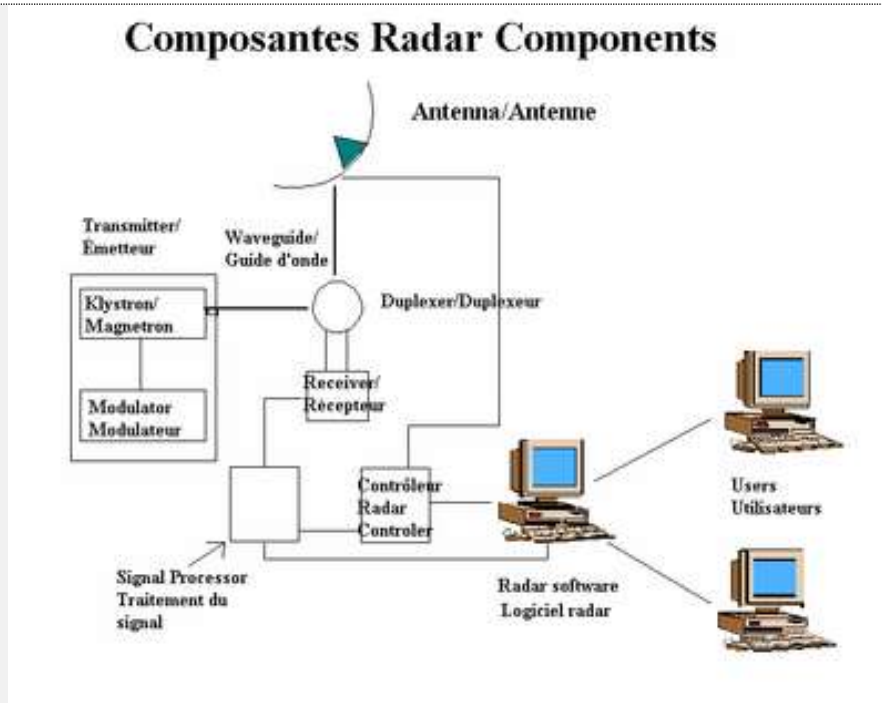 Composantes Radar Components
Antenna/Antenne
Transmitter/
Émetteur
Waveguide/
Guide d'onde
Klystron/
Magnetron
Duplexer/Duplexeur
Modulator
Modulateur
Receiver/
Récepteur
Contrôleur
Radar
Controler
Users
Utilisateurs
Signal Processor
Traitement du
signal
Radar software
Logiciel radar